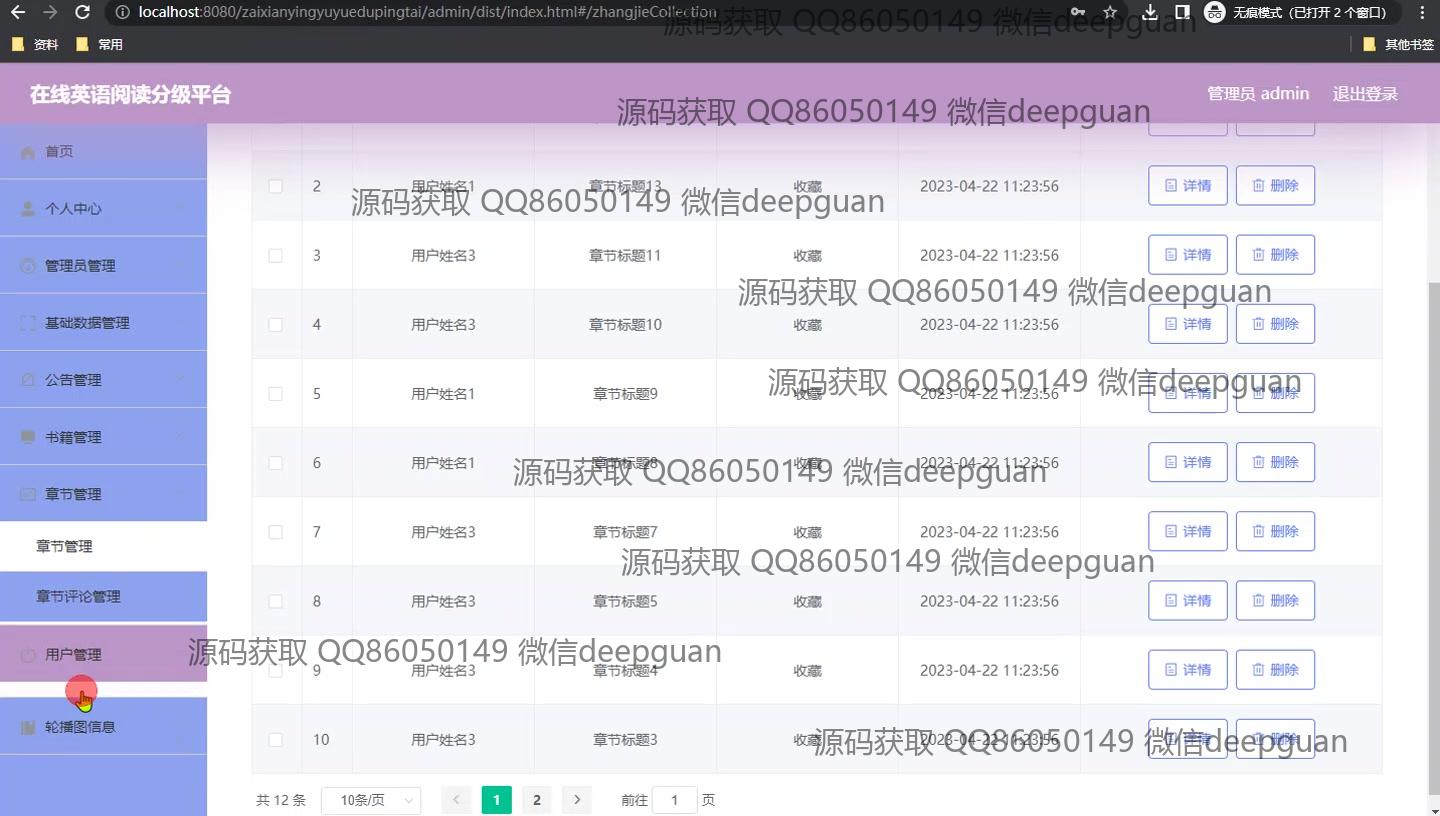 localhost:8080/zaixianyingyuyuedupingtai/admin/dist/index.html#/zhangjieCollection
无痕模式（已打开 2 个窗口）
资料 常用 其他书签
源码获取 QQ86050149 微信deepguan
在线英语阅读分级平台 管理员 admin 退出登录
源码获取 QQ86050149 微信deepguan
首页
2 用户姓名1 章节标题13 收藏 2023-04-22 11:23:56 详情 删除
源码获取 QQ86050149 微信deepguan
个人中心
3 用户姓名3 章节标题11 收藏 2023-04-22 11:23:56 详情 删除
管理员管理
源码获取 QQ86050149 微信deepguan
4 用户姓名3 章节标题10 收藏 2023-04-22 11:23:56 详情 删除
基础数据管理
公告管理
源码获取 QQ86050149 微信deepguan
5 用户姓名1 章节标题9 收藏 2023-04-22 11:23:56 详情 删除
书籍管理
6 用户姓名1 章节标题8 收藏 2023-04-22 11:23:56 详情 删除
源码获取 QQ86050149 微信deepguan
章节管理
7 用户姓名3 章节标题7 收藏 2023-04-22 11:23:56 详情 删除
章节管理
源码获取 QQ86050149 微信deepguan
章节评论管理
8 用户姓名3 章节标题5 收藏 2023-04-22 11:23:56 详情 删除
用户管理
源码获取 QQ86050149 微信deepguan
9 用户姓名3 章节标题4 收藏 2023-04-22 11:23:56 详情 删除
轮播图信息
10 用户姓名3 章节标题3 收藏 2023-04-22 11:23:56 详情 删除
源码获取 QQ86050149 微信deepguan
共 12 条 10条/页 1 2 前往 1 页